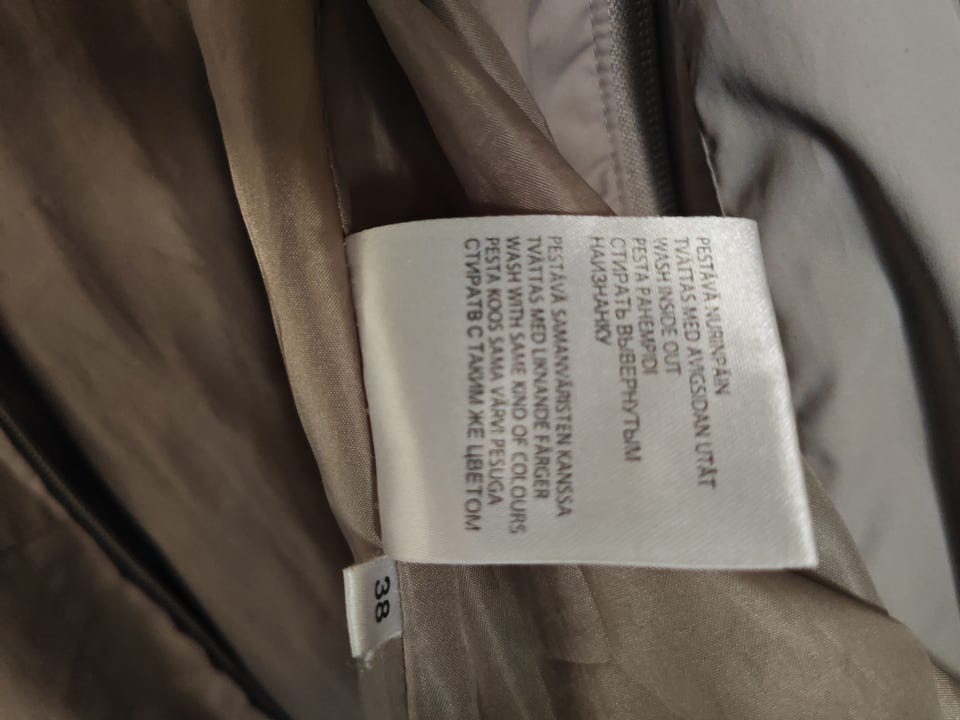 PESTÄVÄ NURINPÄIN
TVÄTTAS MED AVIGSIDAN UTÅT
WASH INSIDE OUT
PESTA PAHEMPIDI
СТИРАТЬ ВЫВЕРНУТЫМ
НАИЗНАНКУ
PESTÄVÄ SAMANVÄRISTEN KANSSA
TVÄTTAS MED LIKNANDE FÄRGER
WASH WITH SAME KIND OF COLOURS
PESTA KOOS SAMA VÄRVI PESUGA
СТИРАТВ С ТАКИМ ЖЕ ЦВЕТОМ
38